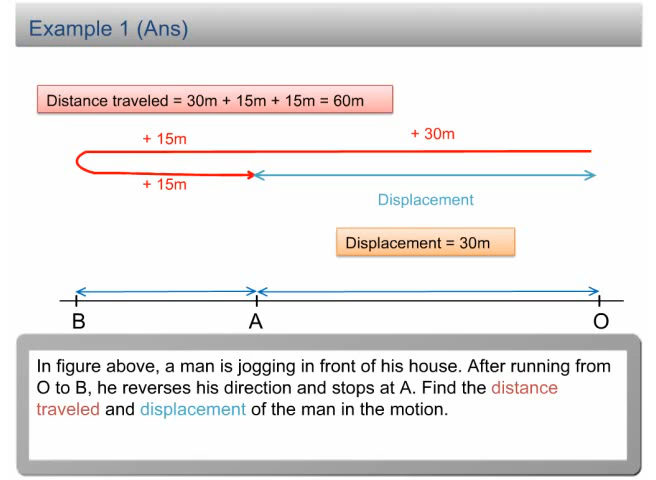 Example 1 (Ans)
Distance traveled = 30m + 15m + 15m = 60m
+ 15m
+ 30m
+ 15m
Displacement
Displacement = 30m
B
A
O
In figure above, a man is jogging in front of his house. After running from
O to B, he reverses his direction and stops at A. Find the distance
traveled and displacement of the man in the motion.